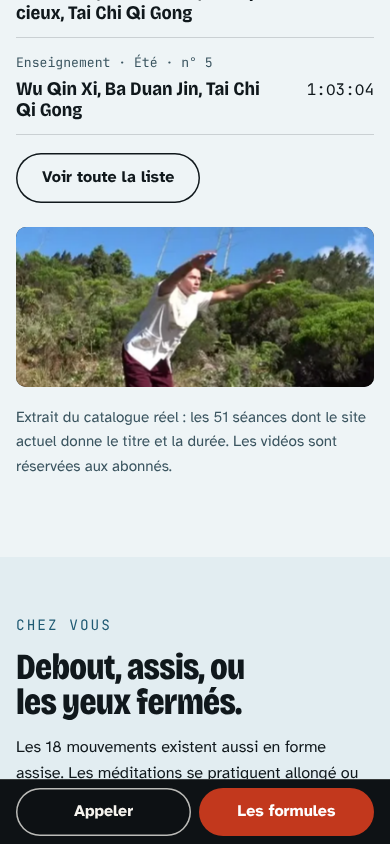 cieux, Tai Chi Qi Gong
Enseignement · Été · n° 5
Wu Qin Xi, Ba Duan Jin, Tai Chi
Qi Gong
1:03:04
Voir toute la liste
Extrait du catalogue réel : les 51 séances dont le site
actuel donne le titre et la durée. Les vidéos sont
réservées aux abonnés.
CHEZ VOUS
Debout, assis, ou
les yeux fermés.
Les 18 mouvements existent aussi en forme
assise. Les méditations se pratiquent allongé ou
Appeler
Les formules